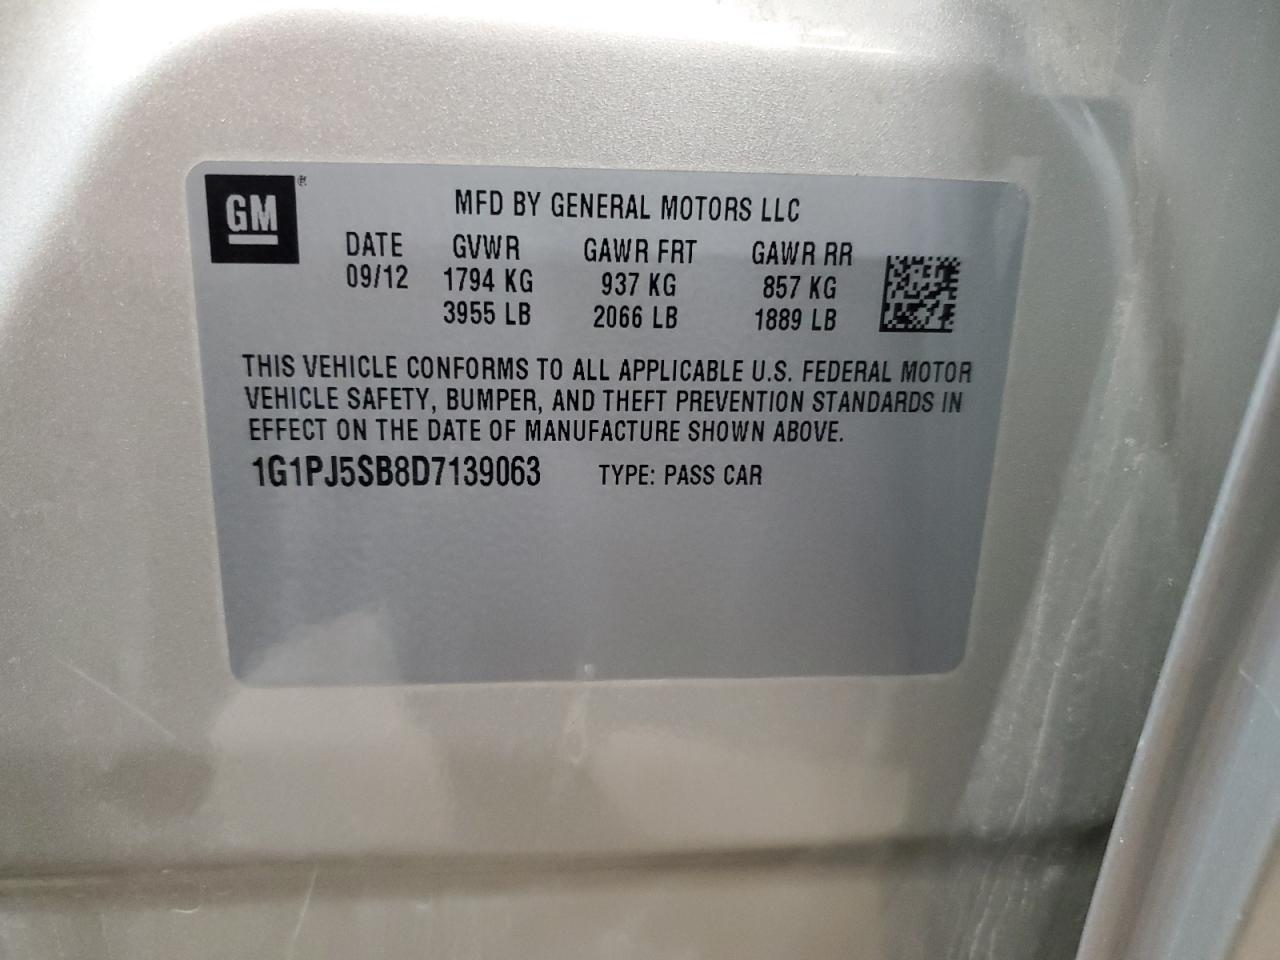 GM®
MFD BY GENERAL MOTORS LLC
DATE GVWR GAWR FRT GAWR RR
09/12 1794 KG 937 KG 857 KG
3955 LB 2066 LB 1889 LB
THIS VEHICLE CONFORMS TO ALL APPLICABLE U.S. FEDERAL MOTOR
VEHICLE SAFETY, BUMPER, AND THEFT PREVENTION STANDARDS IN
EFFECT ON THE DATE OF MANUFACTURE SHOWN ABOVE.
1G1PJ5SB8D7139063 TYPE: PASS CAR